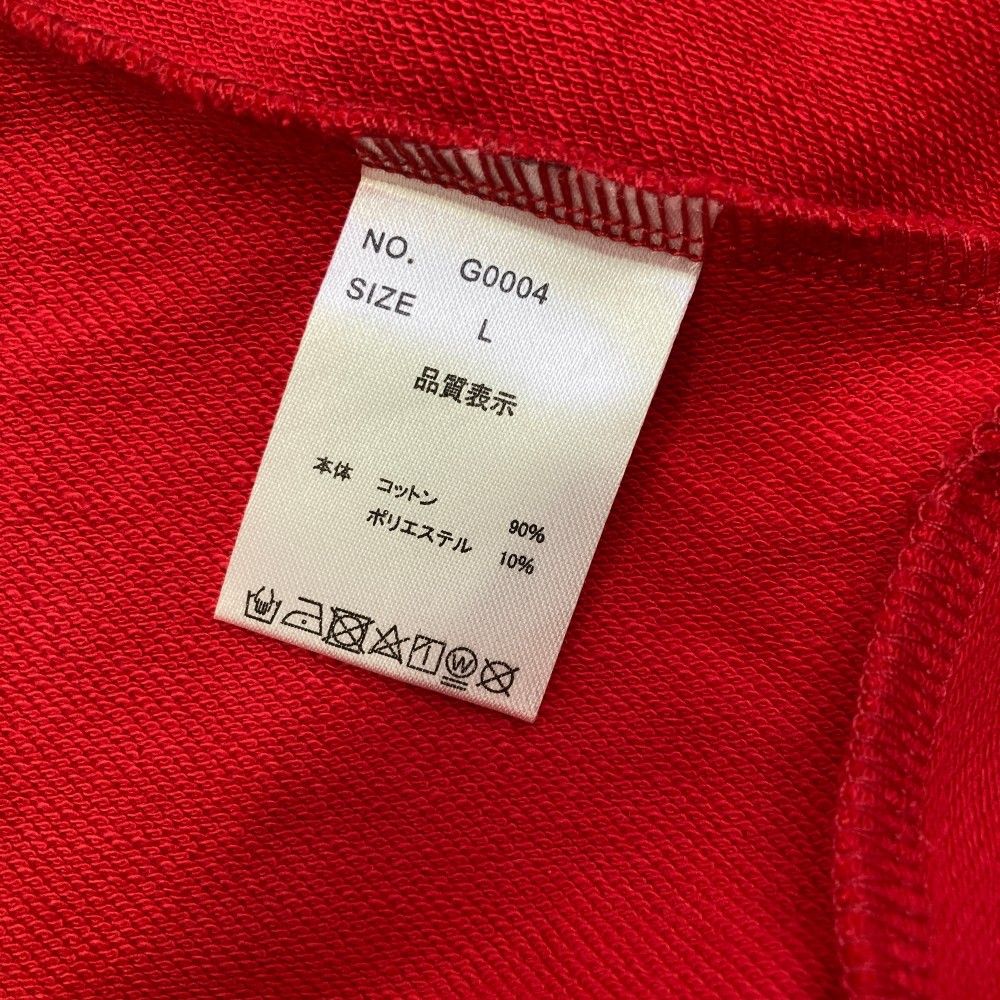 NO. G0004
SIZE L
品質表示
本体 コットン 90%
ポリエステル 10%
W